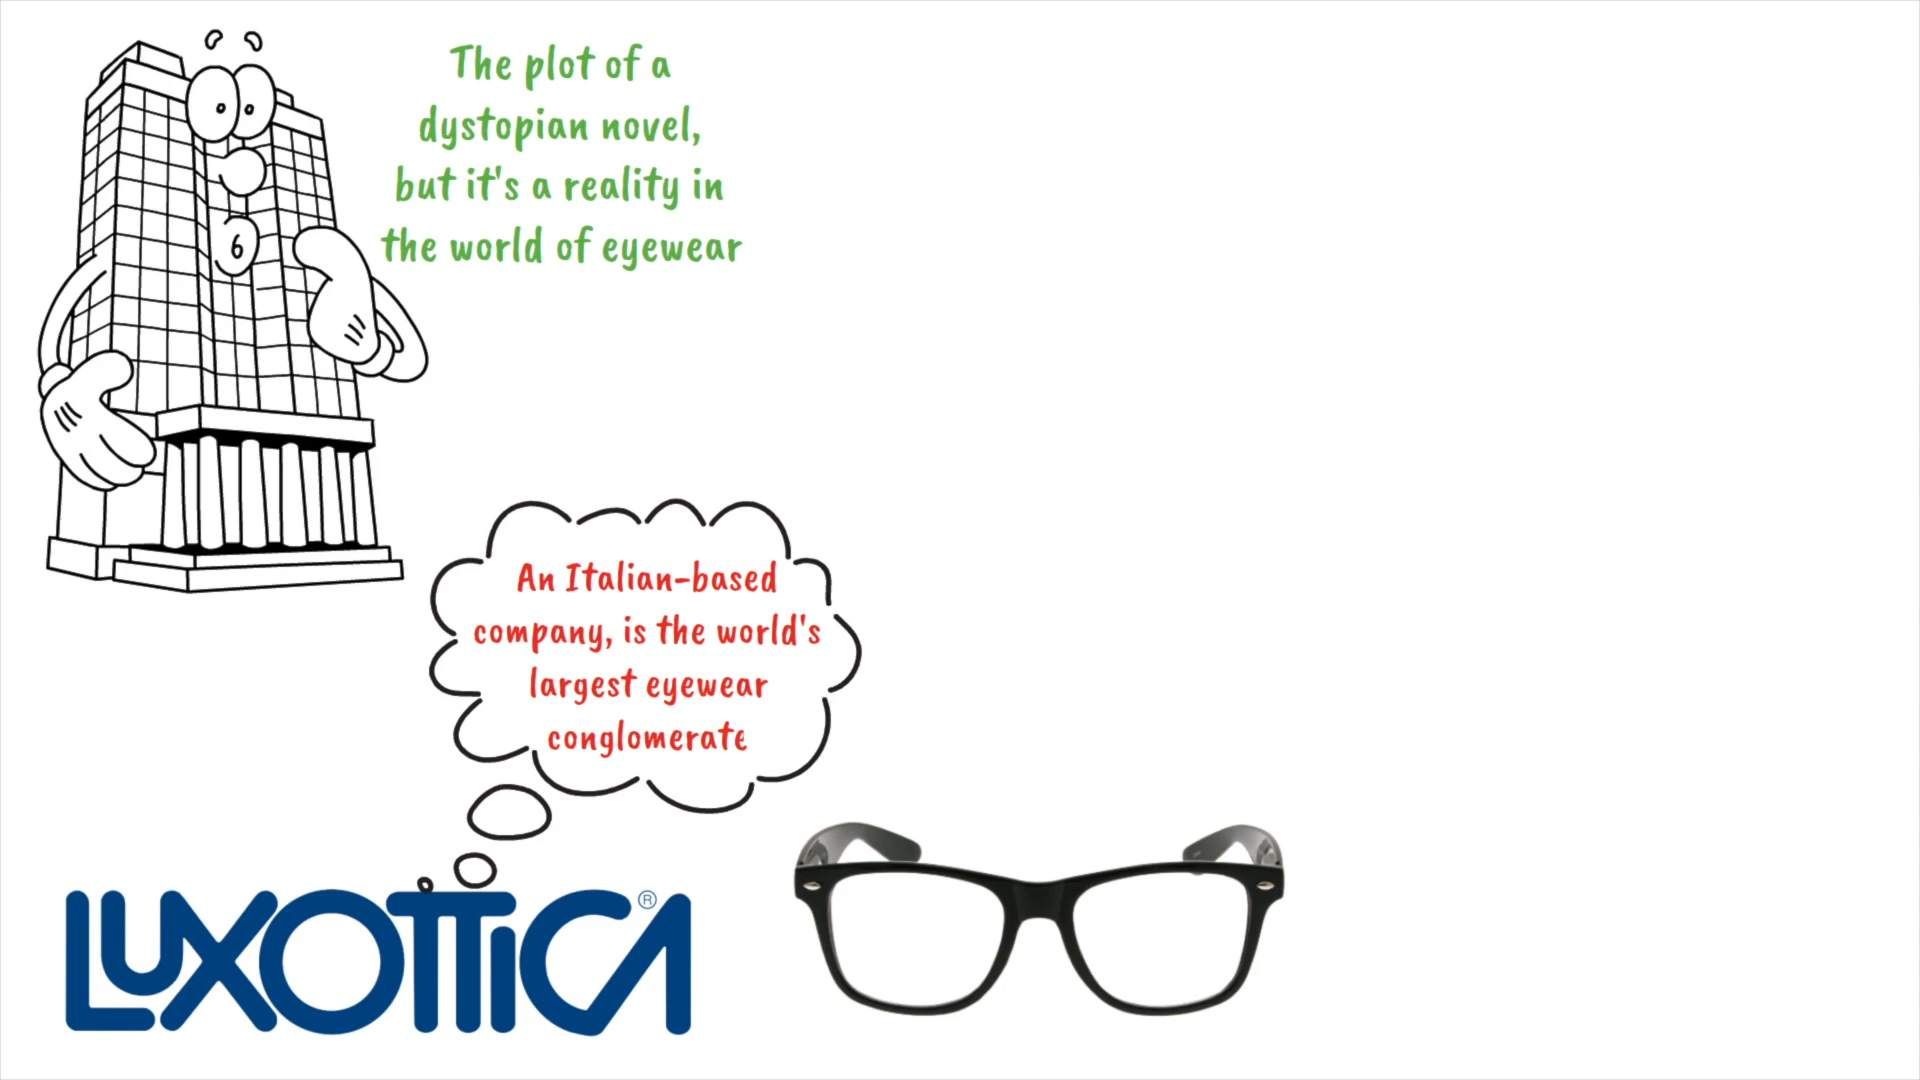 The plot of a
dystopian novel,
but it's a reality in
the world of eyewear
An Italian-based
company, is the world's
largest eyewear
conglomerate
LUXOTTICA®